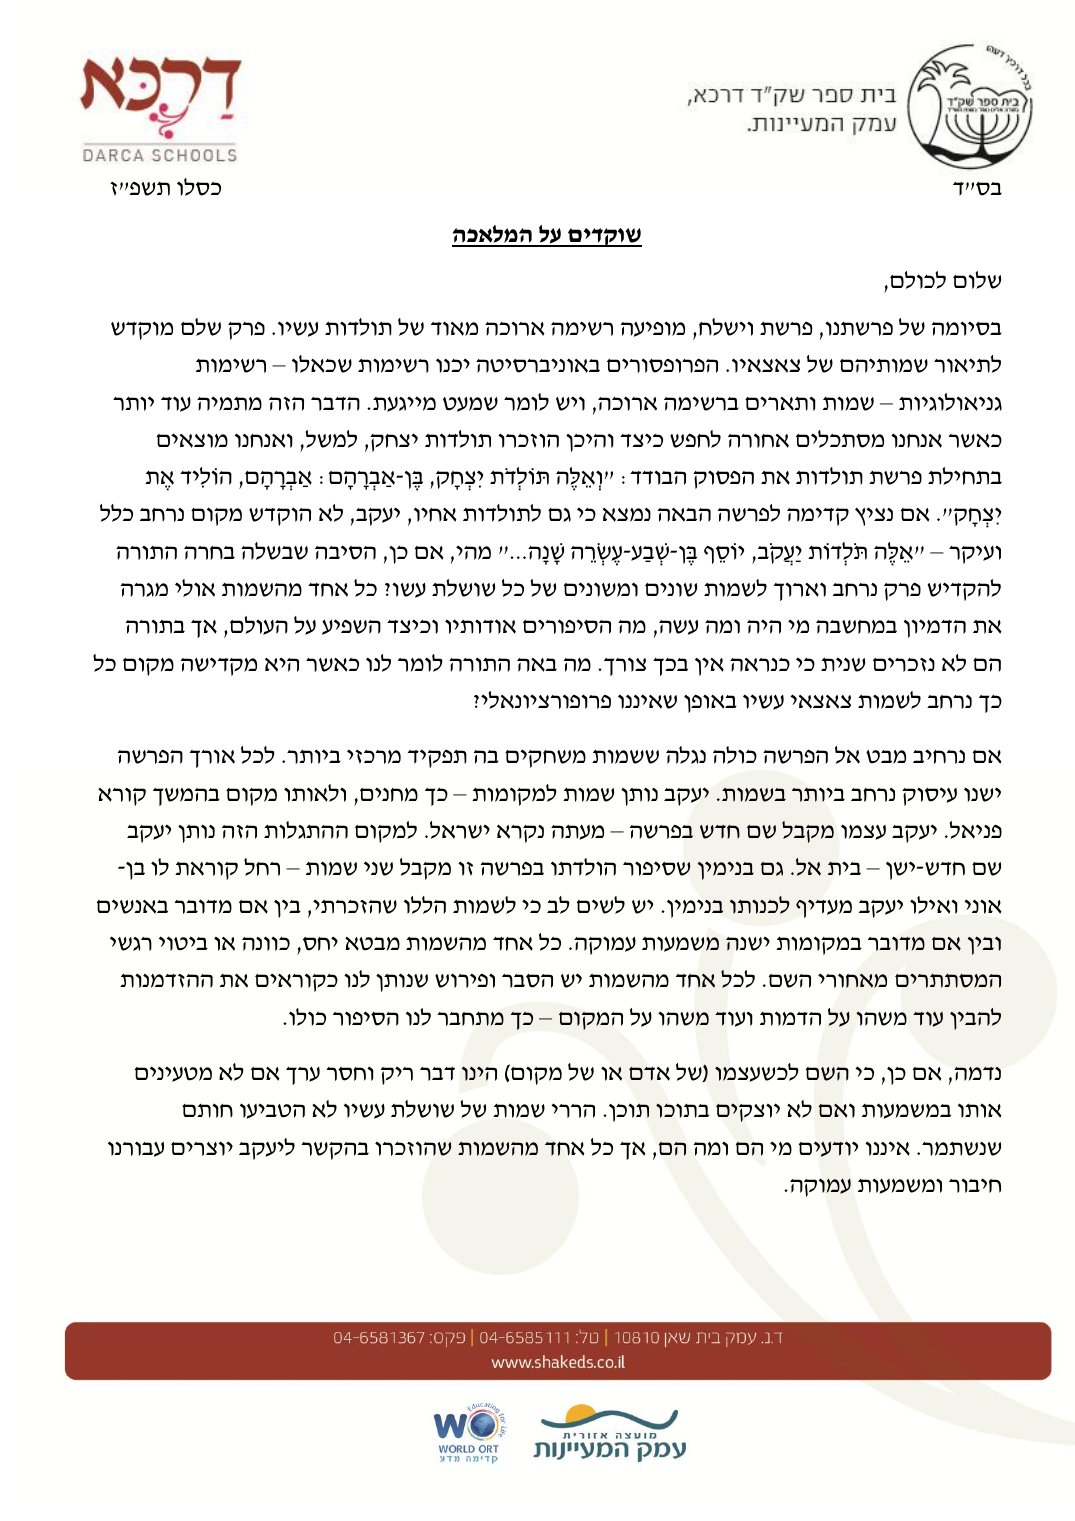 דַרְכָּא
DARCA SCHOOLS
בית ספר שק"ד דרכא,
עמק המעיינות.
בכל דרכיך דעהו
בית ספר שק"ד
בס״ד
כסלו תשפ״ז
שוקדים על המלאכה
שלום לכולם,
בסיומה של פרשתנו, פרשת וישלח, מופיעה רשימה ארוכה מאוד של תולדות עשיו. פרק שלם מוקדש
לתיאור שמותיהם של צאצאיו. הפרופסורים באוניברסיטה יכנו רשימות שכאלו – רשימות
גניאולוגיות – שמות ותארים ברשימה ארוכה, ויש לומר שמעט מייגעת. הדבר הזה מתמיה עוד יותר
כאשר אנחנו מסתכלים אחורה לחפש כיצד והיכן הוזכרו תולדות יצחק, למשל, ואנחנו מוצאים
בתחילת פרשת תולדות את הפסוק הבודד: ״וְאֵלֶּה תּוֹלְדֹת יִצְחָק, בֶּן-אַבְרָהָם: אַבְרָהָם, הוֹלִיד אֶת
יִצְחָק״. אם נציץ קדימה לפרשה הבאה נמצא כי גם לתולדות אחיו, יעקב, לא הוקדש מקום נרחב כלל
ועיקר – ״אֵלֶּה תֹּלְדוֹת יַעֲקֹב, יוֹסֵף בֶּן-שְׁבַע-עֶשְׂרֵה שָׁנָה...״ מהי, אם כן, הסיבה שבשלה בחרה התורה
להקדיש פרק נרחב וארוך לשמות שונים ומשונים של כל שושלת עשו? כל אחד מהשמות אולי מגרה
את הדמיון במחשבה מי היה ומה עשה, מה הסיפורים אודותיו וכיצד השפיע על העולם, אך בתורה
הם לא נזכרים שנית כי כנראה אין בכך צורך. מה באה התורה לומר לנו כאשר היא מקדישה מקום כל
כך נרחב לשמות צאצאי עשיו באופן שאיננו פרופורציונאלי?
אם נרחיב מבט אל הפרשה כולה נגלה ששמות משחקים בה תפקיד מרכזי ביותר. לכל אורך הפרשה
ישנו עיסוק נרחב ביותר בשמות. יעקב נותן שמות למקומות – כך מחנים, ולאותו מקום בהמשך קורא
פניאל. יעקב עצמו מקבל שם חדש בפרשה – מעתה נקרא ישראל. למקום ההתגלות הזה נותן יעקב
שם חדש-ישן – בית אל. גם בנימין שסיפור הולדתו בפרשה זו מקבל שני שמות – רחל קוראת לו בן-
אוני ואילו יעקב מעדיף לכנותו בנימין. יש לשים לב כי לשמות הללו שהזכרתי, בין אם מדובר באנשים
ובין אם מדובר במקומות ישנה משמעות עמוקה. כל אחד מהשמות מבטא יחס, כוונה או ביטוי רגשי
המסתתרים מאחורי השם. לכל אחד מהשמות יש הסבר ופירוש שנותן לנו כקוראים את ההזדמנות
להבין עוד משהו על הדמות ועוד משהו על המקום – כך מתחבר לנו הסיפור כולו.
נדמה, אם כן, כי השם לכשעצמו (של אדם או של מקום) הינו דבר ריק וחסר ערך אם לא מטעינים
אותו במשמעות ואם לא יוצקים בתוכו תוכן. הררי שמות של שושלת עשיו לא הטביעו חותם
שנשתמר. איננו יודעים מי הם ומה הם, אך כל אחד מהשמות שהוזכרו בהקשר ליעקב יוצרים עבורנו
חיבור ומשמעות עמוקה.
ד.נ. עמק בית שאן 10810 | טל: 04-6585111 | פקס: 04-6581367
www.shakeds.co.il
Educating for Life
WO
WORLD ORT
קדימה מדע
מועצה אזורית
עמק המעיינות